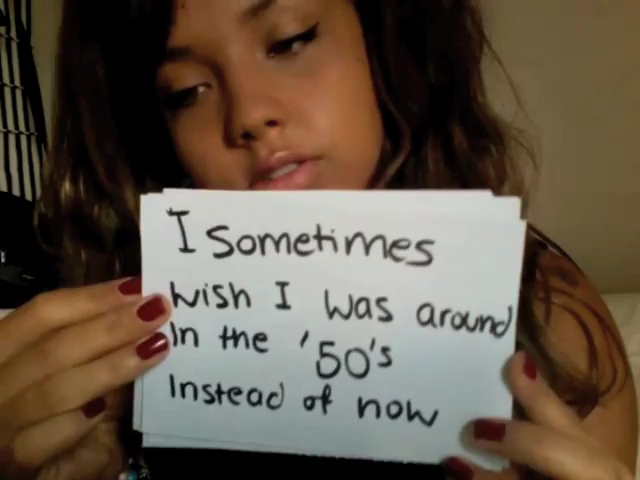 I Sometimes
Wish I was around
In the '50's
Instead of now